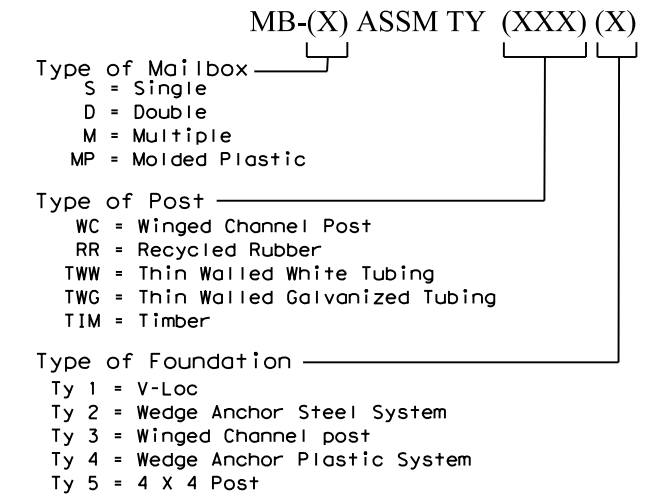 MB-(X) ASSM TY (XXX) (X)
Type of Mailbox
S = Single
D = Double
M = Multiple
MP = Molded Plastic
Type of Post
WC = Winged Channel Post
RR = Recycled Rubber
TWW = Thin Walled White Tubing
TWG = Thin Walled Galvanized Tubing
TIM = Timber
Type of Foundation
Ty 1 = V-Loc
Ty 2 = Wedge Anchor Steel System
Ty 3 = Winged Channel post
Ty 4 = Wedge Anchor Plastic System
Ty 5 = 4 X 4 Post